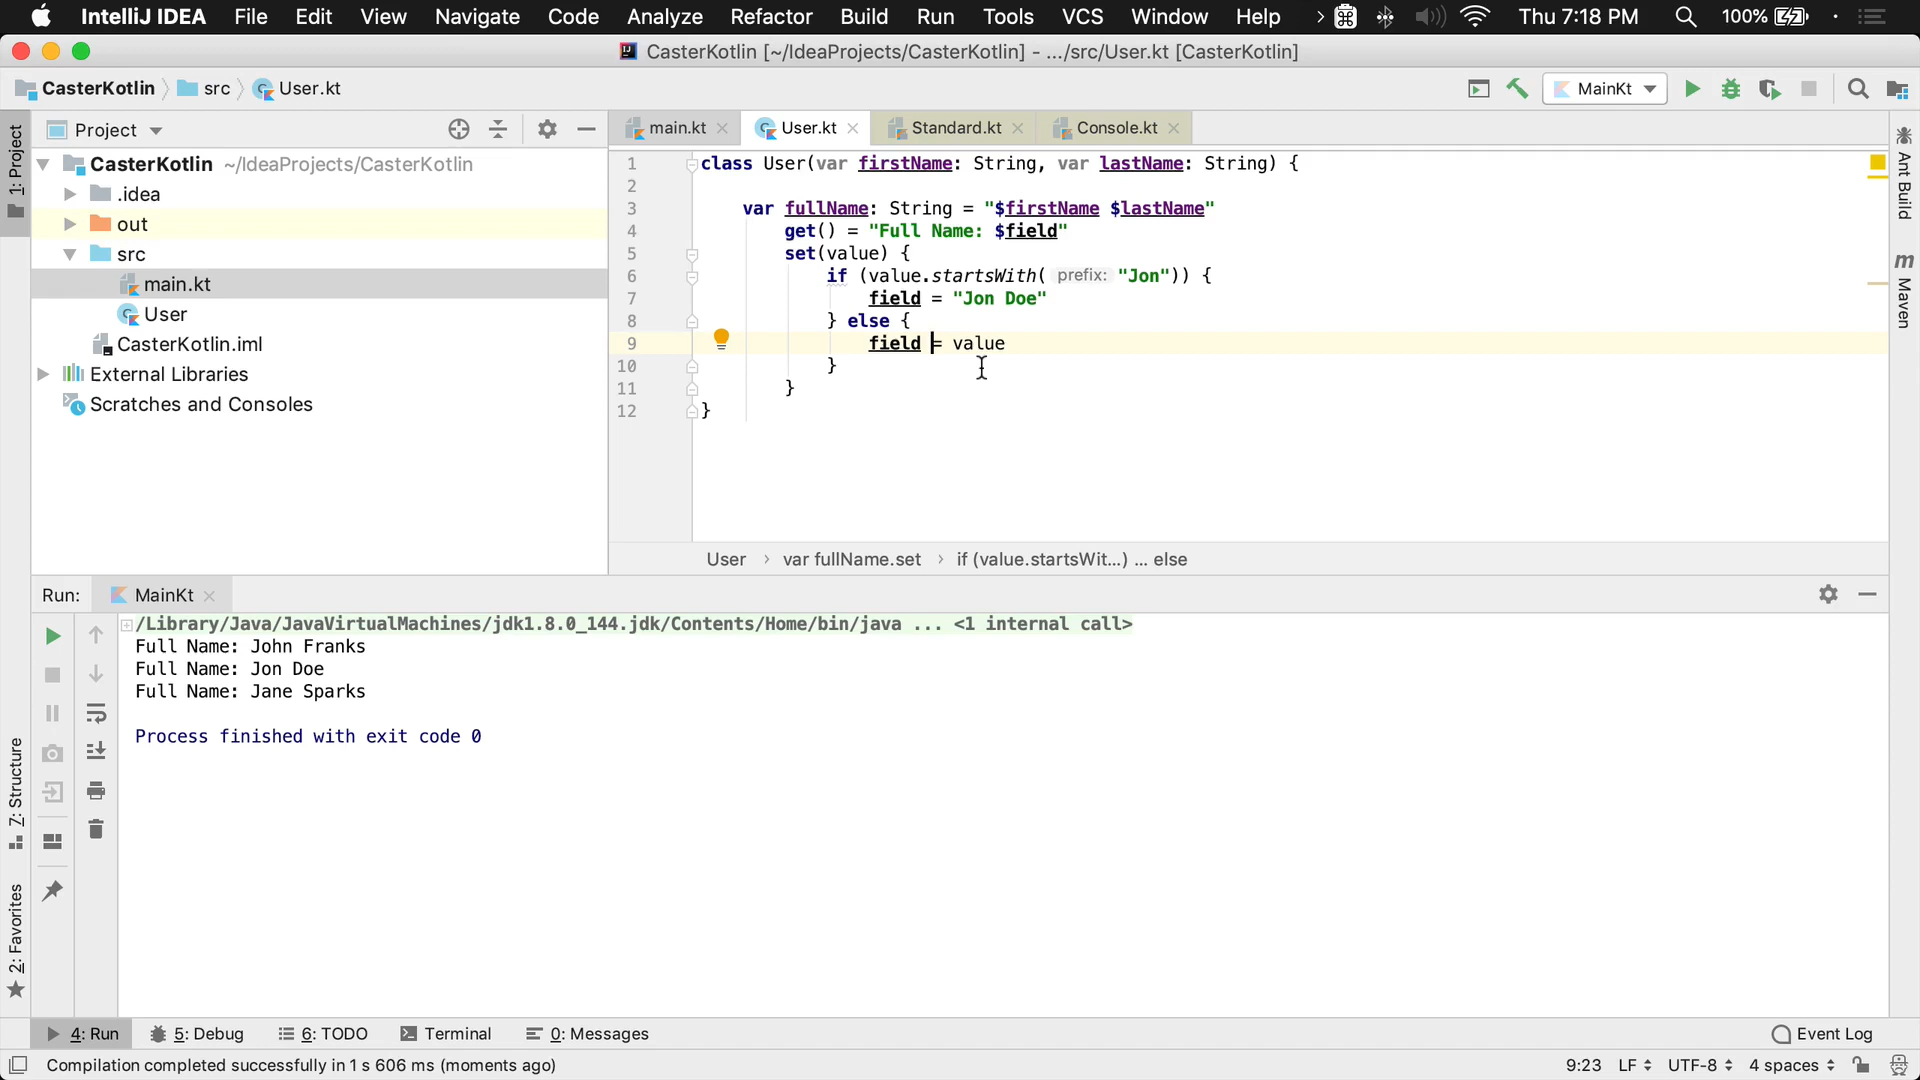 IntelliJ IDEA File Edit View Navigate Code Analyze Refactor Build Run Tools VCS Window Help Thu 7:18 PM 100%
CasterKotlin [~/IdeaProjects/CasterKotlin] - .../src/User.kt [CasterKotlin]
CasterKotlin src User.kt MainKt
1: Project
Project
main.kt User.kt Standard.kt Console.kt
CasterKotlin ~/IdeaProjects/CasterKotlin
.idea
out
src
main.kt
User
CasterKotlin.iml
External Libraries
Scratches and Consoles
1 class User(var firstName: String, var lastName: String) {
2
3 var fullName: String = "$firstName $lastName"
4 get() = "Full Name: $field"
5 set(value) {
6 if (value.startsWith( prefix: "Jon")) {
7 field = "Jon Doe"
8 } else {
9 field = value
10 }
11 }
12 }
Ant Build
m Maven
User var fullName.set if (value.startsWit...) ... else
Run: MainKt
/Library/Java/JavaVirtualMachines/jdk1.8.0_144.jdk/Contents/Home/bin/java ... <1 internal call>
Full Name: John Franks
Full Name: Jon Doe
Full Name: Jane Sparks
Process finished with exit code 0
7: Structure
2: Favorites
4: Run 5: Debug 6: TODO Terminal 0: Messages Event Log
Compilation completed successfully in 1 s 606 ms (moments ago) 9:23 LF UTF-8 4 spaces